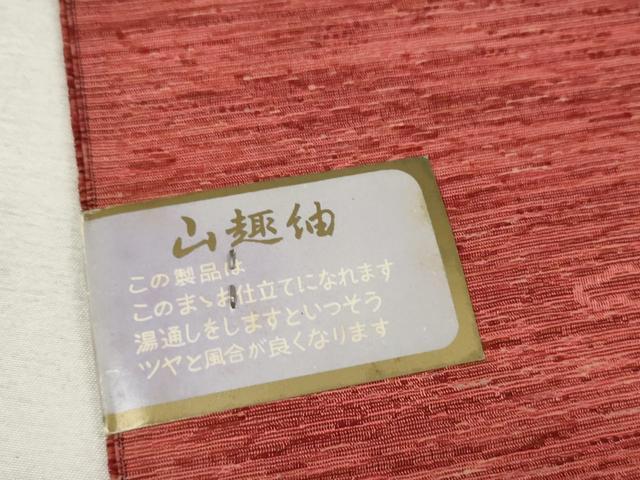 山趣紬
この製品は
このまゝお仕立てになれます
湯通しをしますといつそう
ツヤと風合が良くなります